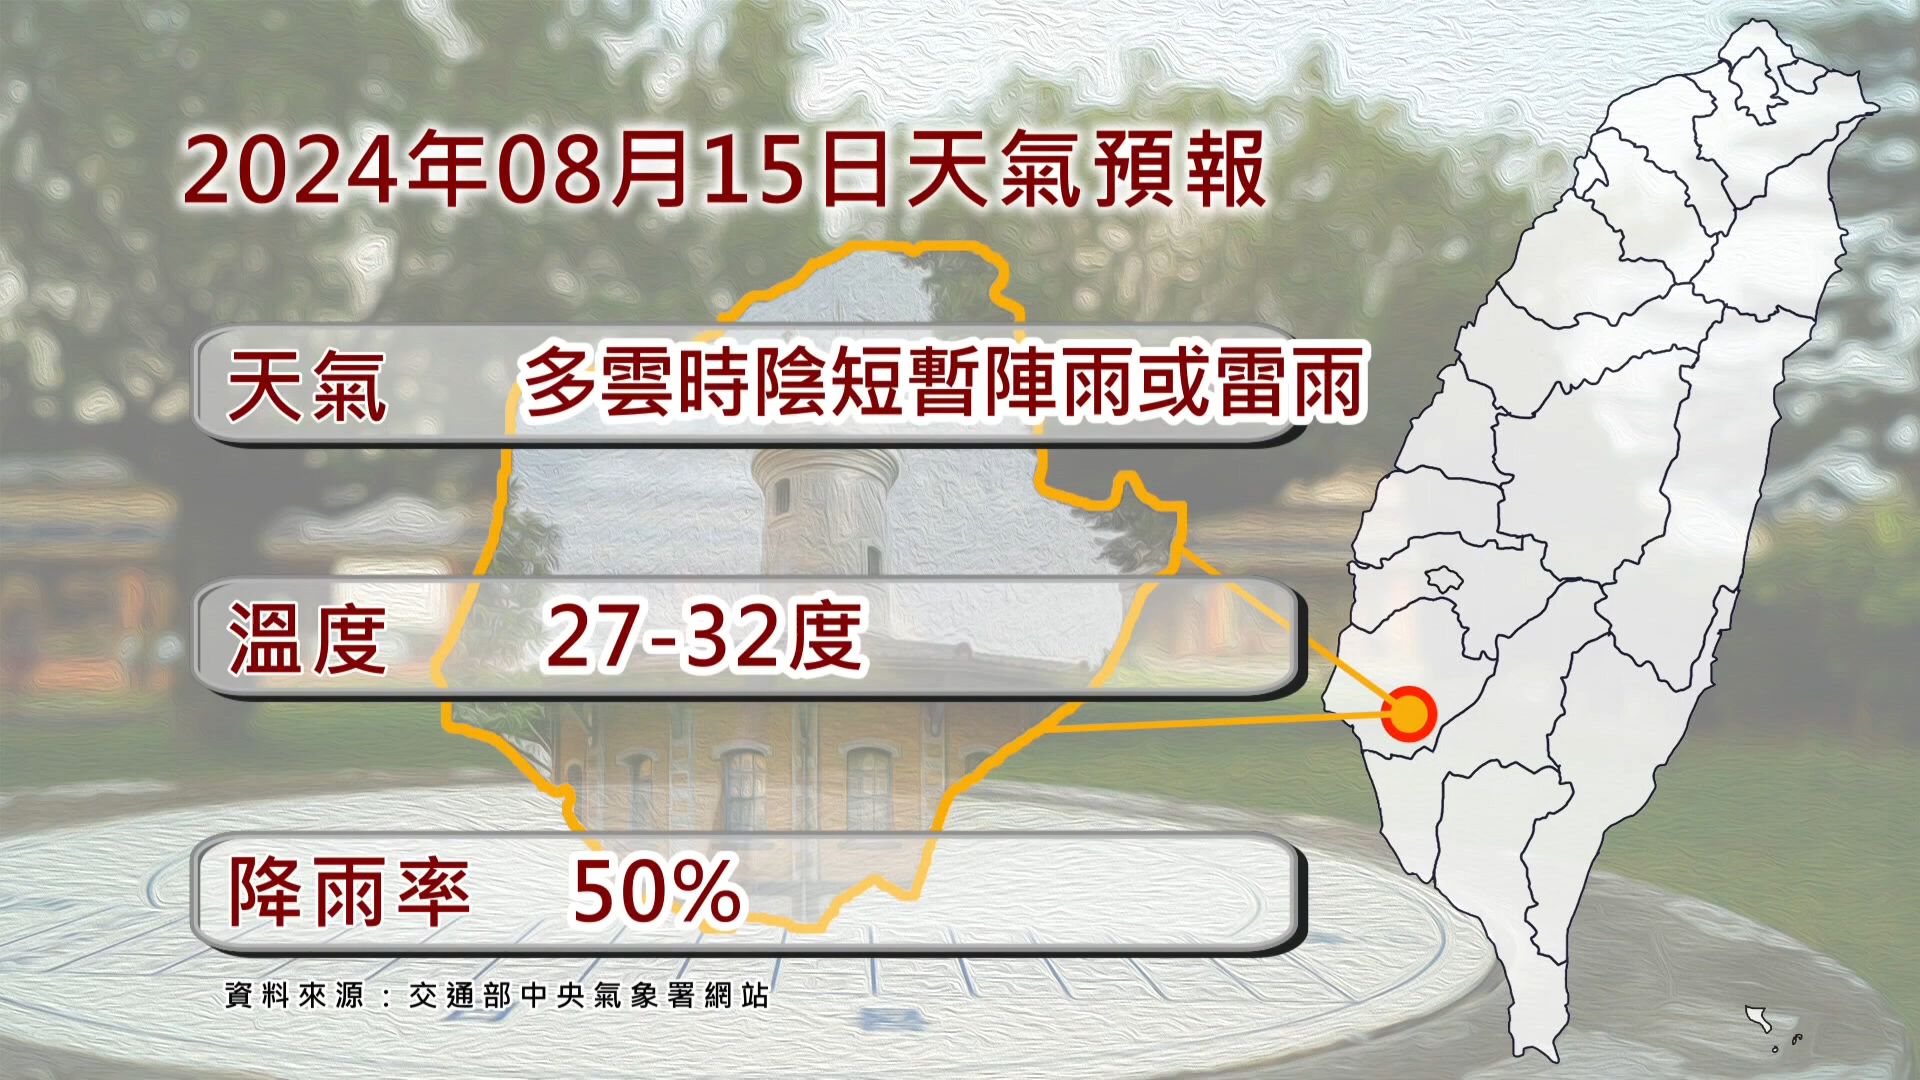 2024年08月15日天氣預報
天氣 多雲時陰短暫陣雨或雷雨
溫度 27-32度
降雨率 50%
資料來源：交通部中央氣象署網站